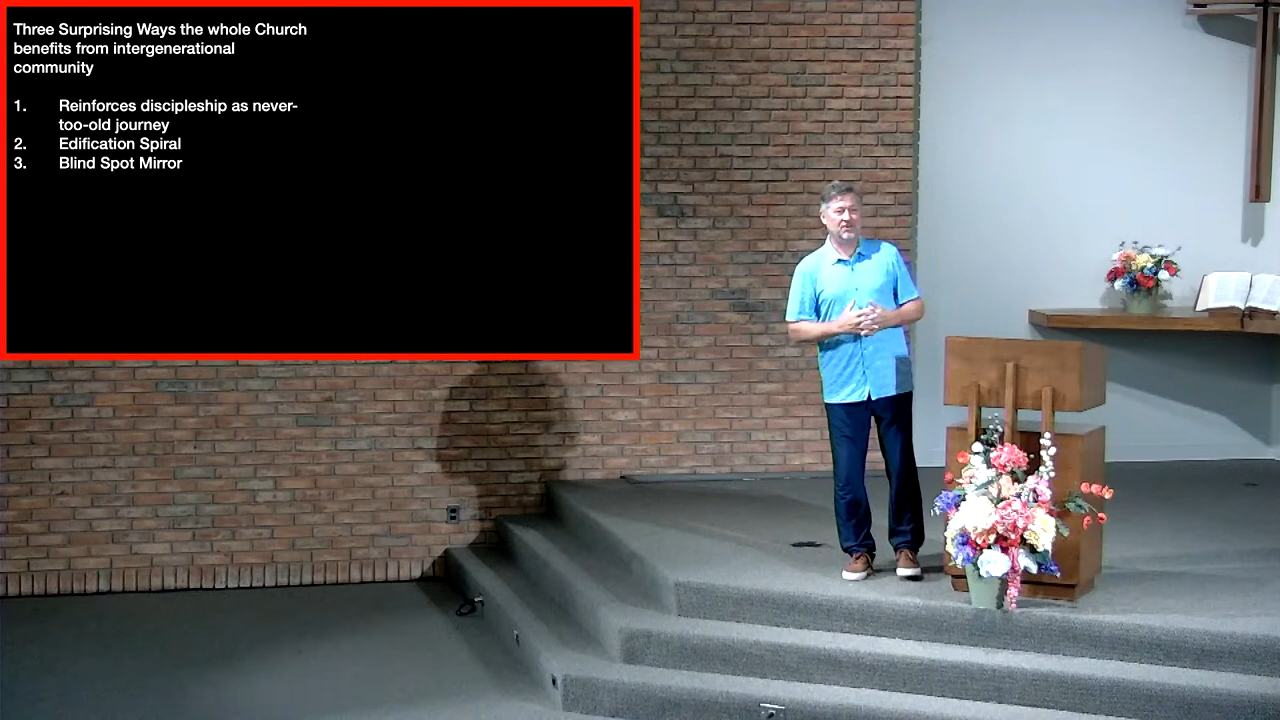 Three Surprising Ways the whole Church
benefits from intergenerational
community
1. Reinforces discipleship as never-
too-old journey
2. Edification Spiral
3. Blind Spot Mirror